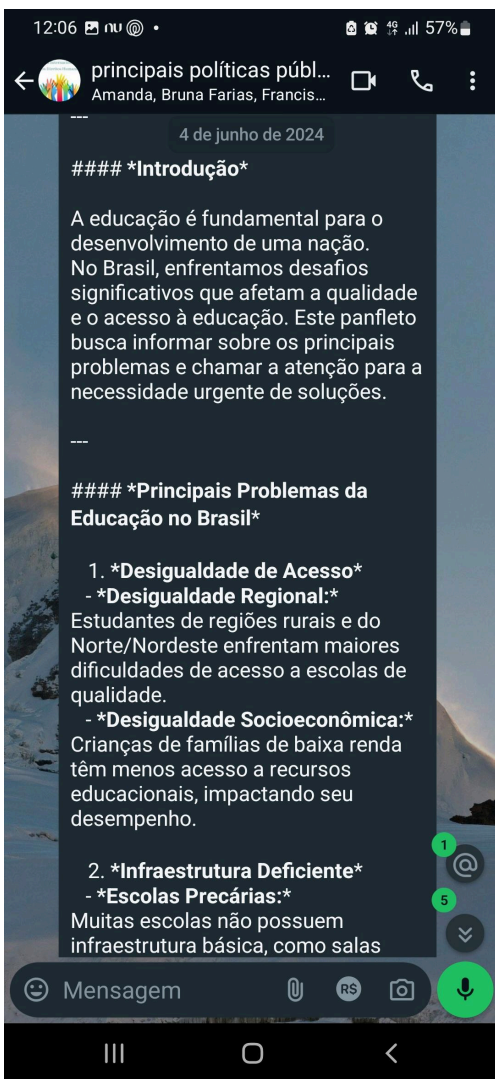 12:06
4G 57%
principais políticas públ...
Amanda, Bruna Farias, Francis...
---
4 de junho de 2024
#### *Introdução*
A educação é fundamental para o
desenvolvimento de uma nação.
No Brasil, enfrentamos desafios
significativos que afetam a qualidade
e o acesso à educação. Este panfleto
busca informar sobre os principais
problemas e chamar a atenção para a
necessidade urgente de soluções.
---
#### *Principais Problemas da
Educação no Brasil*
1. *Desigualdade de Acesso*
- *Desigualdade Regional:*
Estudantes de regiões rurais e do
Norte/Nordeste enfrentam maiores
dificuldades de acesso a escolas de
qualidade.
- *Desigualdade Socioeconômica:*
Crianças de famílias de baixa renda
têm menos acesso a recursos
educacionais, impactando seu
desempenho.
2. *Infraestrutura Deficiente*
- *Escolas Precárias:*
Muitas escolas não possuem
infraestrutura básica, como salas
1
@
5
Mensagem
R$